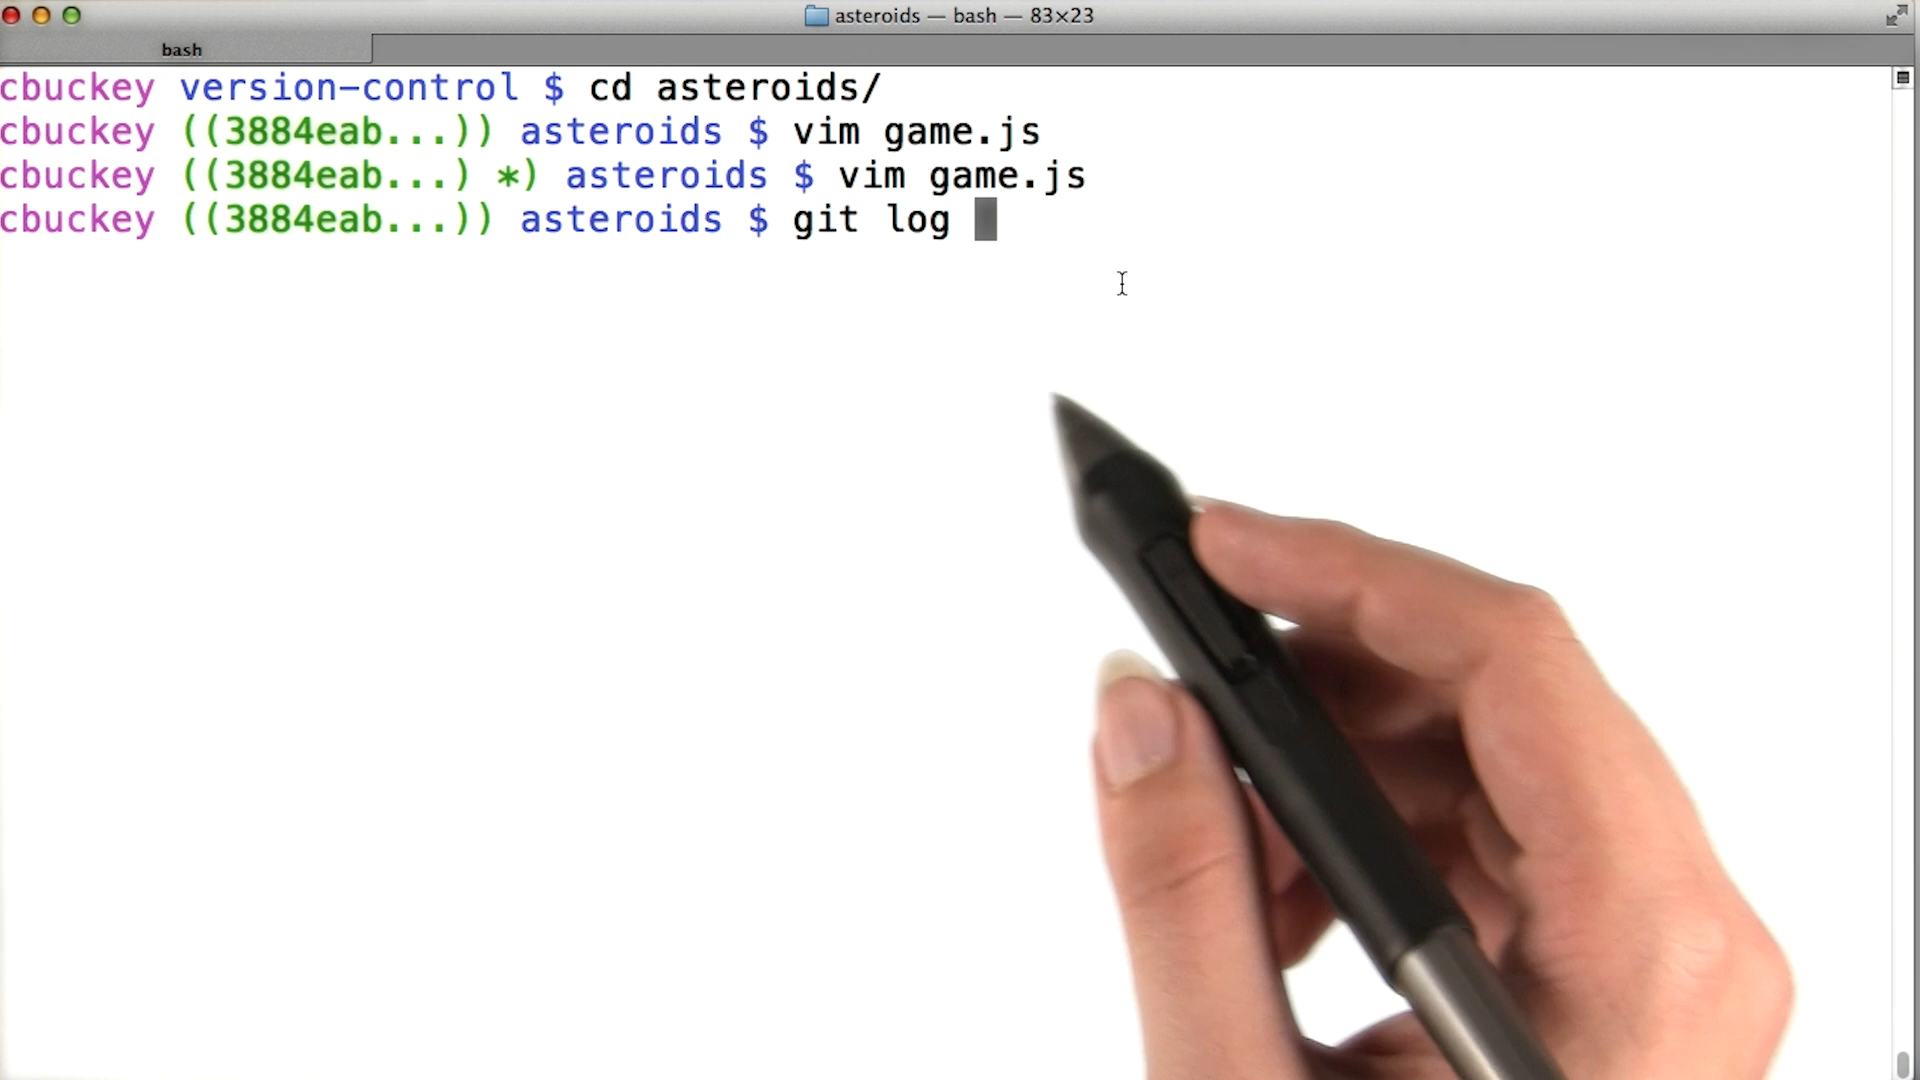 asteroids — bash — 83×23
bash
cbuckey version-control $ cd asteroids/
cbuckey ((3884eab...)) asteroids $ vim game.js
cbuckey ((3884eab...) *) asteroids $ vim game.js
cbuckey ((3884eab...)) asteroids $ git log